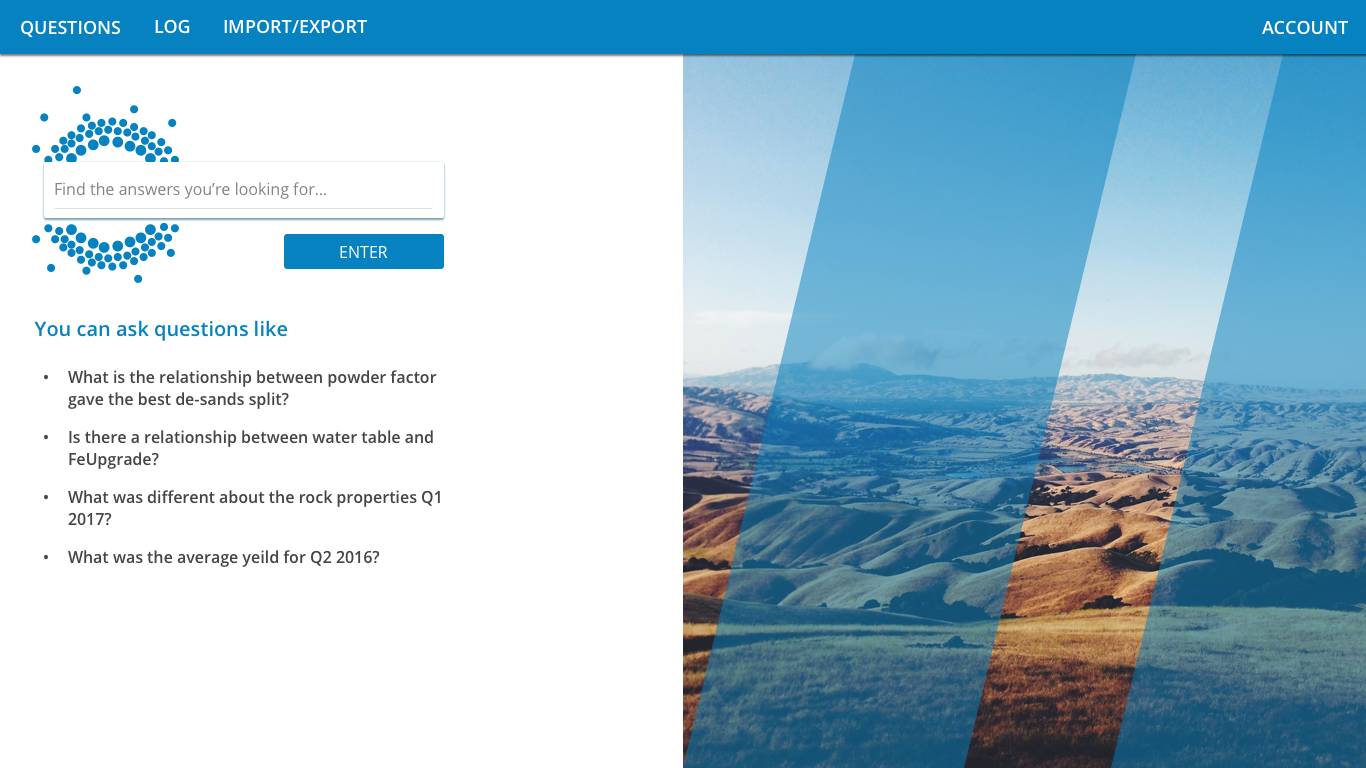 QUESTIONS LOG IMPORT/EXPORT ACCOUNT
Find the answers you’re looking for...
ENTER
You can ask questions like
• What is the relationship between powder factor
gave the best de-sands split?
• Is there a relationship between water table and
FeUpgrade?
• What was different about the rock properties Q1
2017?
• What was the average yeild for Q2 2016?